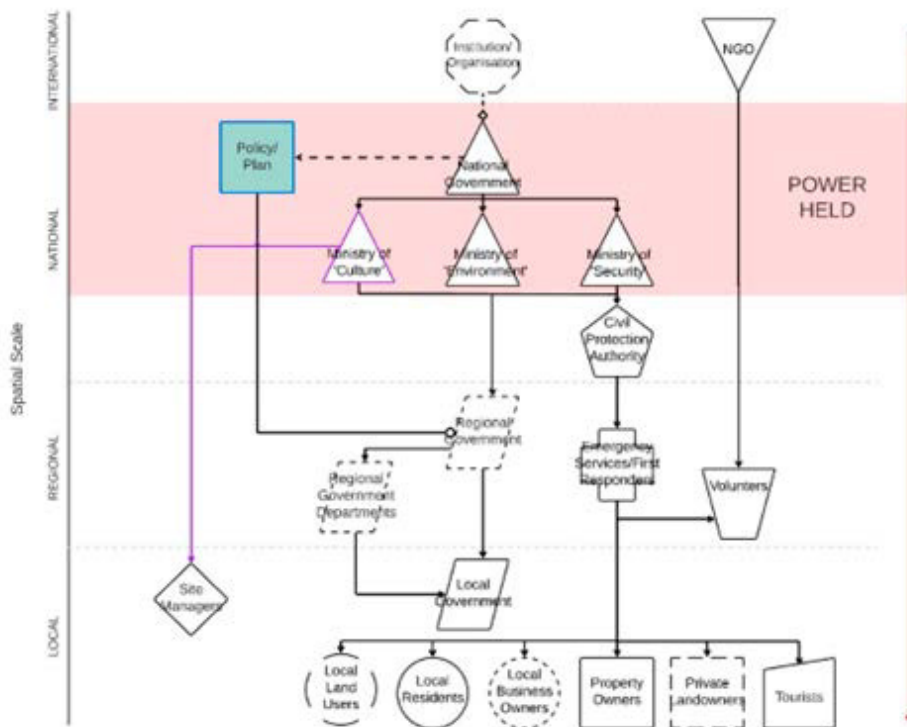 INTERNATIONAL
Institution/
Organisation
NGO
Policy/
Plan
National
Government
POWER
HELD
NATIONAL
Ministry of
"Culture"
Ministry of
"Environment"
Ministry of
"Security"
Civil
Protection
Authority
Spatial Scale
REGIONAL
Regional
Government
Emergency
Services/First
Responders
Regional
Government
Departments
Volunters
LOCAL
Site
Managers
Local
Government
Local
Land
Users
Local
Residents
Local
Business
Owners
Property
Owners
Private
Landowners
Tourists